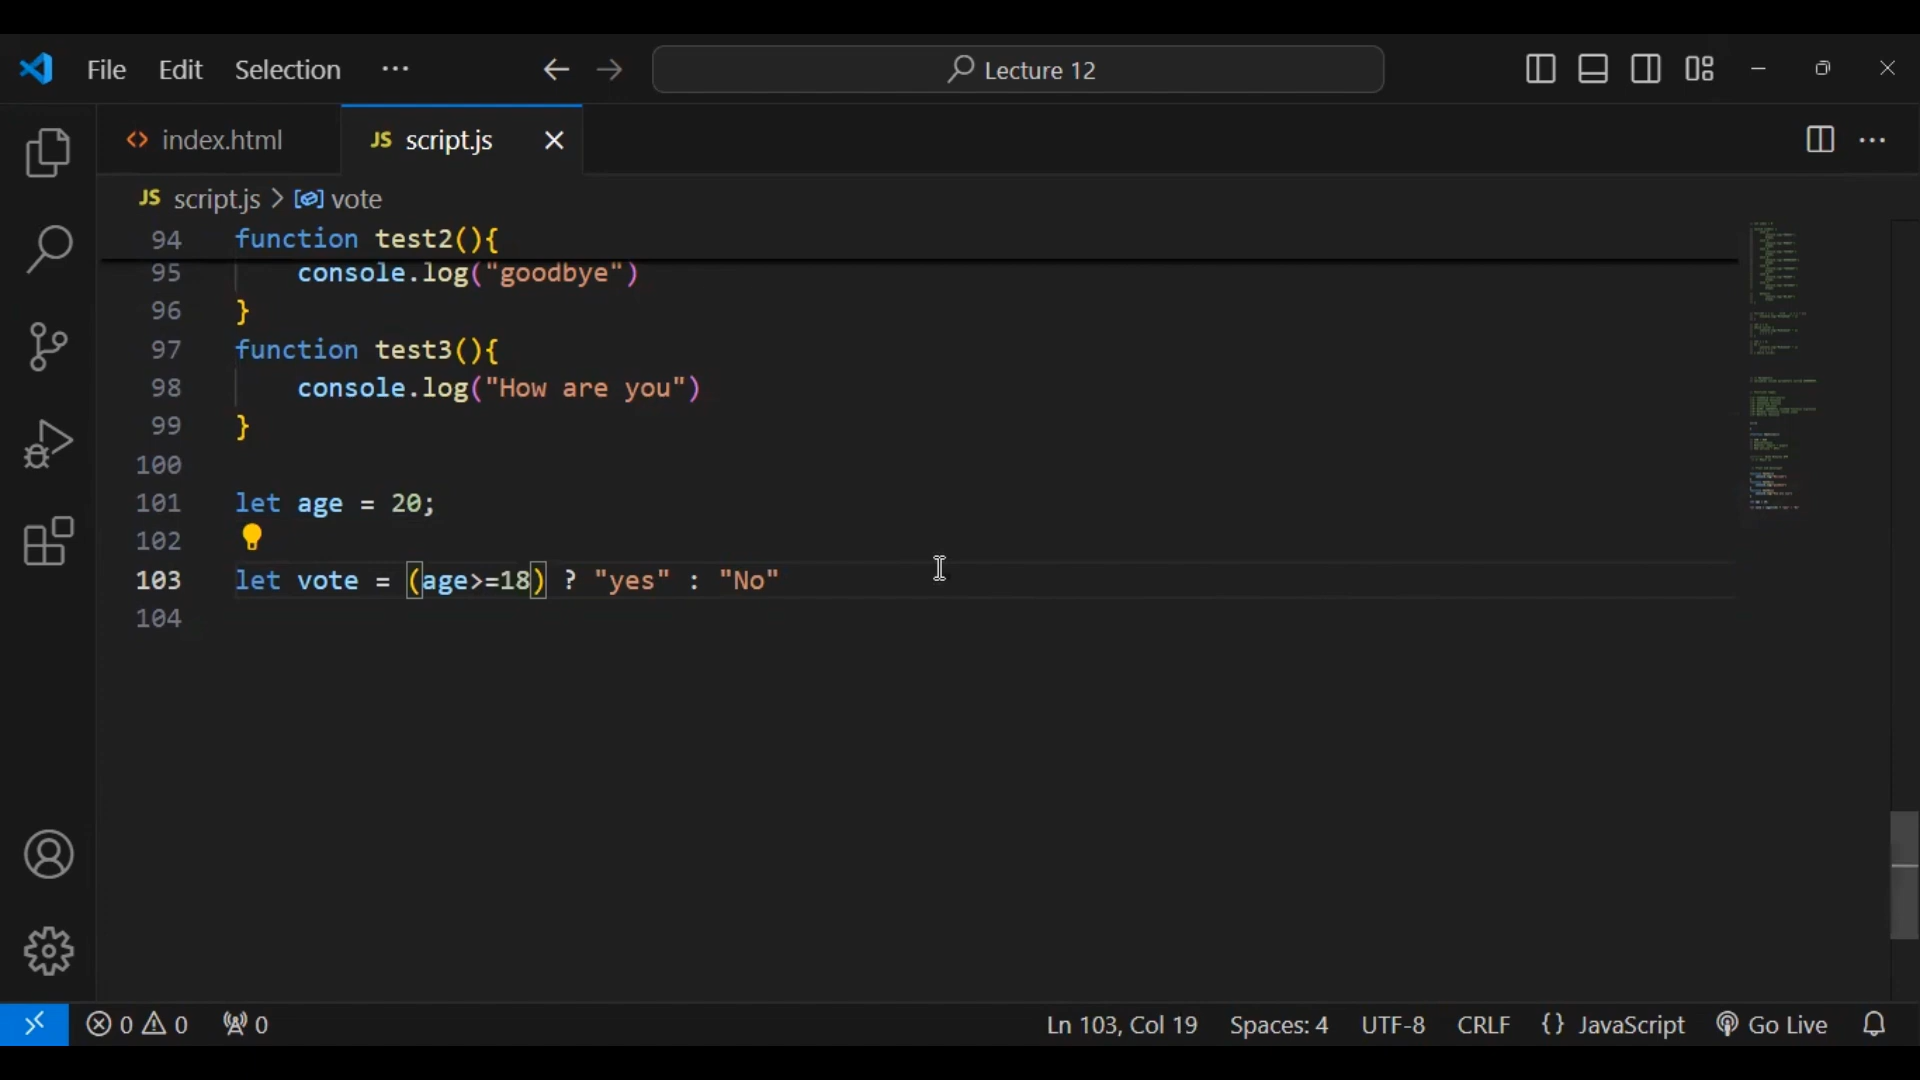 File Edit Selection ··· Lecture 12
index.html JS script.js
JS script.js > vote
94 function test2(){
95 console.log("goodbye")
96 }
97 function test3(){
98 console.log("How are you")
99 }
100
101 let age = 20;
102
103 let vote = (age>=18) ? "yes" : "No"
104
0 0 0 Ln 103, Col 19 Spaces: 4 UTF-8 CRLF {} JavaScript Go Live